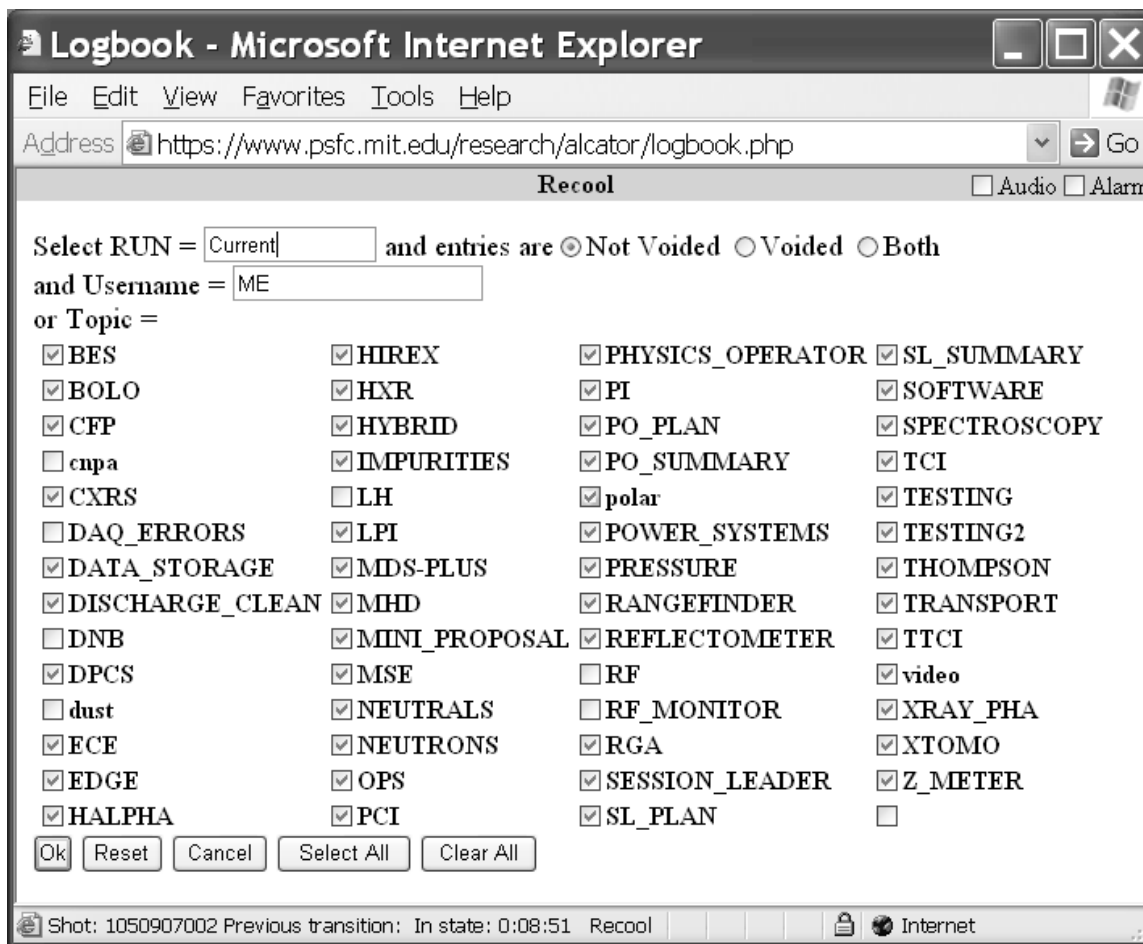 Logbook - Microsoft Internet Explorer
File Edit View Favorites Tools Help
Address https://www.psfc.mit.edu/research/alcator/logbook.php Go
Recool Audio Alarm
Select RUN = Current and entries are Not Voided Voided Both
and Username = ME
or Topic =
BES HIREX PHYSICS_OPERATOR SL_SUMMARY
BOLO HXR PI SOFTWARE
CFP HYBRID PO_PLAN SPECTROSCOPY
cnpa IMPURITIES PO_SUMMARY TCI
CXRS LH polar TESTING
DAQ_ERRORS LPI POWER_SYSTEMS TESTING2
DATA_STORAGE MDS-PLUS PRESSURE THOMPSON
DISCHARGE_CLEAN MHD RANGEFINDER TRANSPORT
DNB MINI_PROPOSAL REFLECTOMETER TTCI
DPCS MSE RF video
dust NEUTRALS RF_MONITOR XRAY_PHA
ECE NEUTRONS RGA XTOMO
EDGE OPS SESSION_LEADER Z_METER
HALPHA PCI SL_PLAN
Ok Reset Cancel Select All Clear All
Shot: 1050907002 Previous transition: In state: 0:08:51 Recool Internet